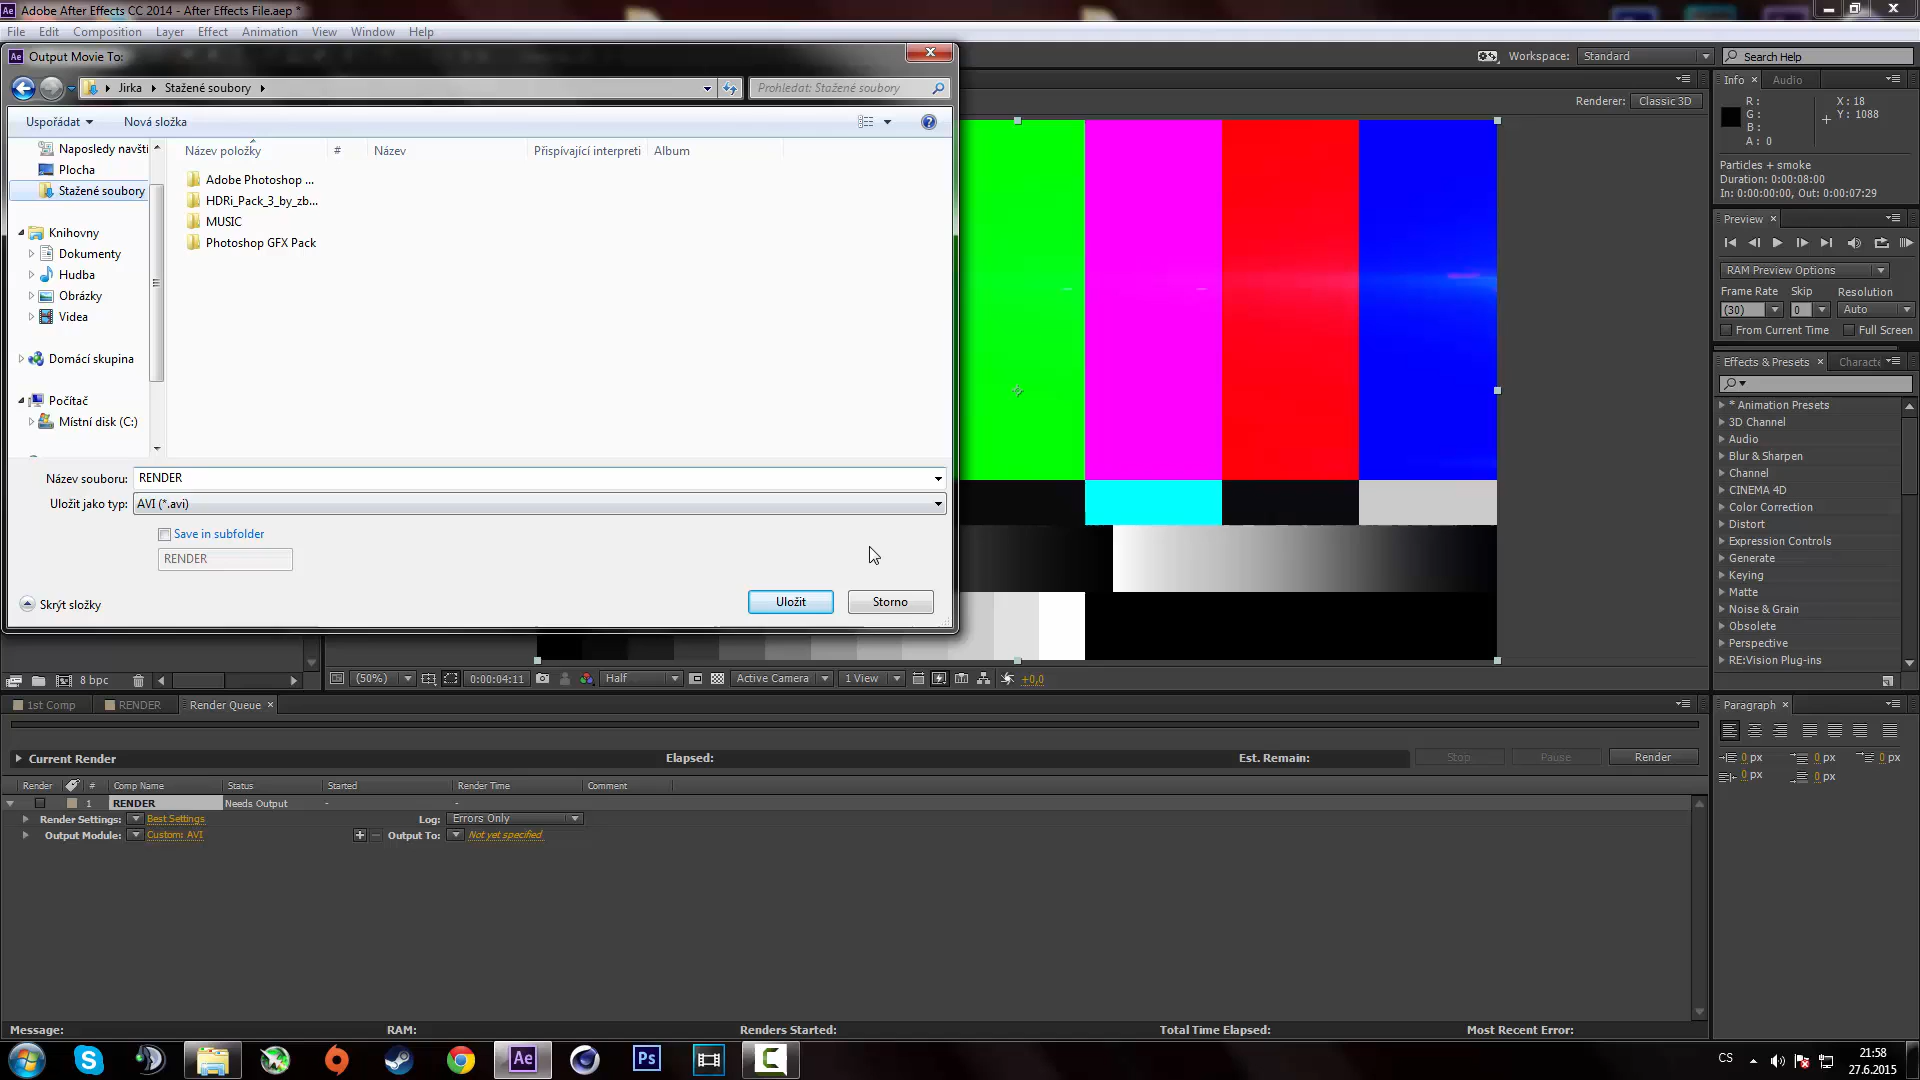 Adobe After Effects CC 2014 - After Effects File.aep *
File Edit Composition Layer Effect Animation View Window Help
Output Movie To:
Workspace: Standard
Search Help
Jirka Stažené soubory
Prohledat: Stažené soubory
Uspořádat Nová složka
Renderer: Classic 3D
Info Audio
R :
G :
B :
A : 0
X : 18
Y : 1088
Particles + smoke
Duration: 0:00:08:00
In: 0:00:00:00, Out: 0:00:07:29
Naposledy navšti
Plocha
Stažené soubory
Knihovny
Dokumenty
Hudba
Obrázky
Videa
Domácí skupina
Počítač
Místní disk (C:)
Název položky # Název Přispívající interpreti Album
Adobe Photoshop ...
HDRi_Pack_3_by_zb...
MUSIC
Photoshop GFX Pack
Název souboru: RENDER
Uložit jako typ: AVI (*.avi)
Save in subfolder
RENDER
Skrýt složky
Uložit Storno
Preview
RAM Preview Options
Frame Rate Skip Resolution
(30) 0 Auto
From Current Time Full Screen
Effects & Presets Characte
* Animation Presets
3D Channel
Audio
Blur & Sharpen
Channel
CINEMA 4D
Color Correction
Distort
Expression Controls
Generate
Keying
Matte
Noise & Grain
Obsolete
Perspective
RE:Vision Plug-ins
8 bpc
(50%) 0:00:04:11 Half Active Camera 1 View +0,0
1st Comp RENDER Render Queue
Paragraph
0 px 0 px 0 px
0 px 0 px
Current Render Elapsed: Est. Remain: Stop Pause Render
Render # Comp Name Status Started Render Time Comment
1 RENDER Needs Output - -
Render Settings: Best Settings Log: Errors Only
Output Module: Custom: AVI Output To: Not yet specified
Message: RAM: Renders Started: Total Time Elapsed: Most Recent Error:
Ae Ps
CS
21:58
27.6.2015